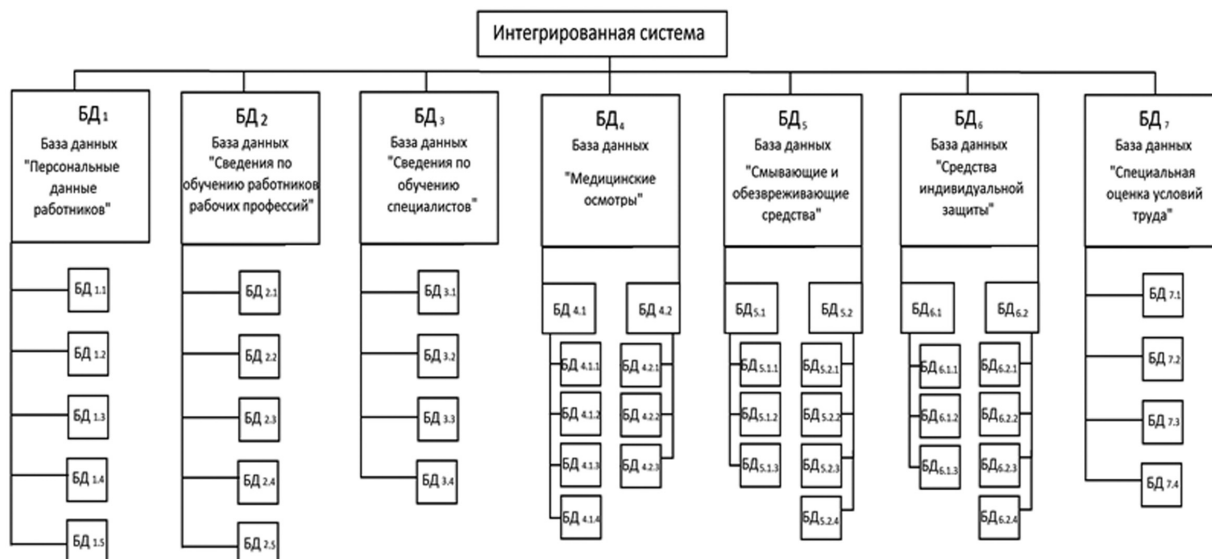 Интегрированная система
БД 1
База данных
"Персональные
данные
работников"
БД 2
База данных
"Сведения по
обучению работников
рабочих профессий"
БД 3
База данных
"Сведения по
обучению
специалистов"
БД4
База данных
"Медицинские
осмотры"
БД5
База данных
"Смывающие и
обезвреживающие
средства"
БД6
База данных
"Средства
индивидуальной
защиты"
БД 7
База данных
"Специальная
оценка условий
труда"
БД 1.1
БД 1.2
БД 1.3
БД 1.4
БД 1.5
БД 2.1
БД 2.2
БД 2.3
БД 2.4
БД 2.5
БД 3.1
БД 3.2
БД 3.3
БД 3.4
БД 4.1
БД 4.1.1
БД 4.1.2
БД 4.1.3
БД 4.1.4
БД 4.2
БД 4.2.1
БД 4.2.2
БД 4.2.3
БД5.1
БД5.1.1
БД5.1.2
БД5.1.3
БД5.2
БД5.2.1
БД5.2.2
БД5.2.3
БД5.2.4
БД6.1
БД6.1.1
БД6.1.2
БД6.1.3
БД6.2
БД6.2.1
БД6.2.2
БД6.2.3
БД6.2.4
БД 7.1
БД 7.2
БД 7.3
БД 7.4